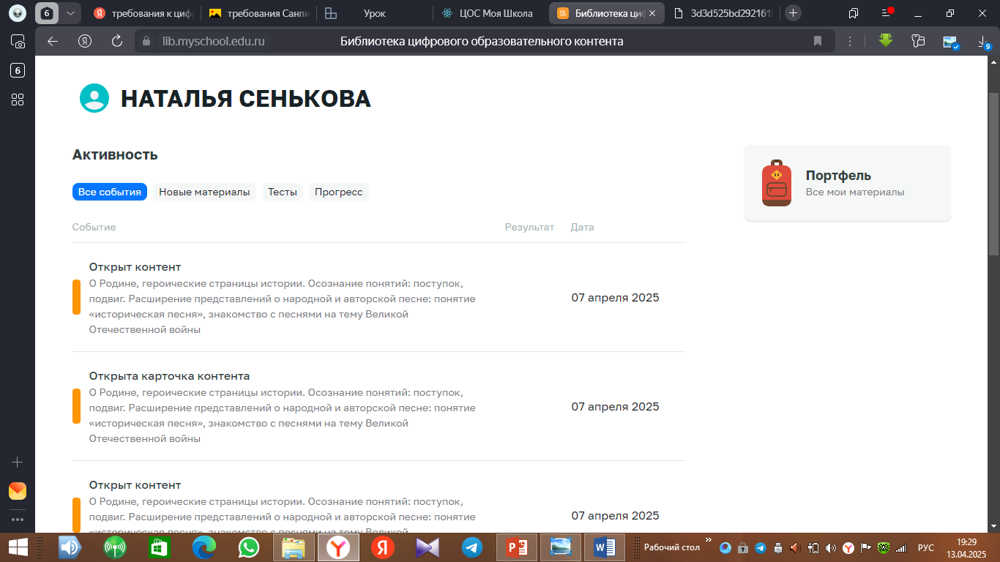 6
требования к циф
требования Санпи
Урок
ЦОС Моя Школа
Библиотека циф
3d3d525bd292161
lib.myschool.edu.ru
Библиотека цифрового образовательного контента
9
6
НАТАЛЬЯ СЕНЬКОВА
Активность
Портфель
Все мои материалы
Все события
Новые материалы
Тесты
Прогресс
Событие
Результат
Дата
Открыт контент
О Родине, героические страницы истории. Осознание понятий: поступок,
подвиг. Расширение представлений о народной и авторской песне: понятие
«историческая песня», знакомство с песнями на тему Великой
Отечественной войны
07 апреля 2025
Открыта карточка контента
О Родине, героические страницы истории. Осознание понятий: поступок,
подвиг. Расширение представлений о народной и авторской песне: понятие
«историческая песня», знакомство с песнями на тему Великой
Отечественной войны
07 апреля 2025
Открыт контент
О Родине, героические страницы истории. Осознание понятий: поступок,
подвиг. Расширение представлений о народной и авторской песне: понятие
«историческая песня», знакомство с песнями на тему Великой
07 апреля 2025
Рабочий стол
РУС
19:29
13.04.2025